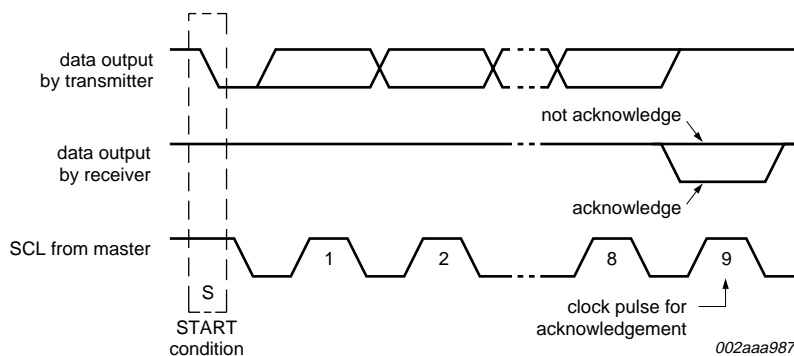 data output
by transmitter
not acknowledge
data output
by receiver
acknowledge
SCL from master
1
2
8
9
S
START
condition
clock pulse for
acknowledgement
002aaa987